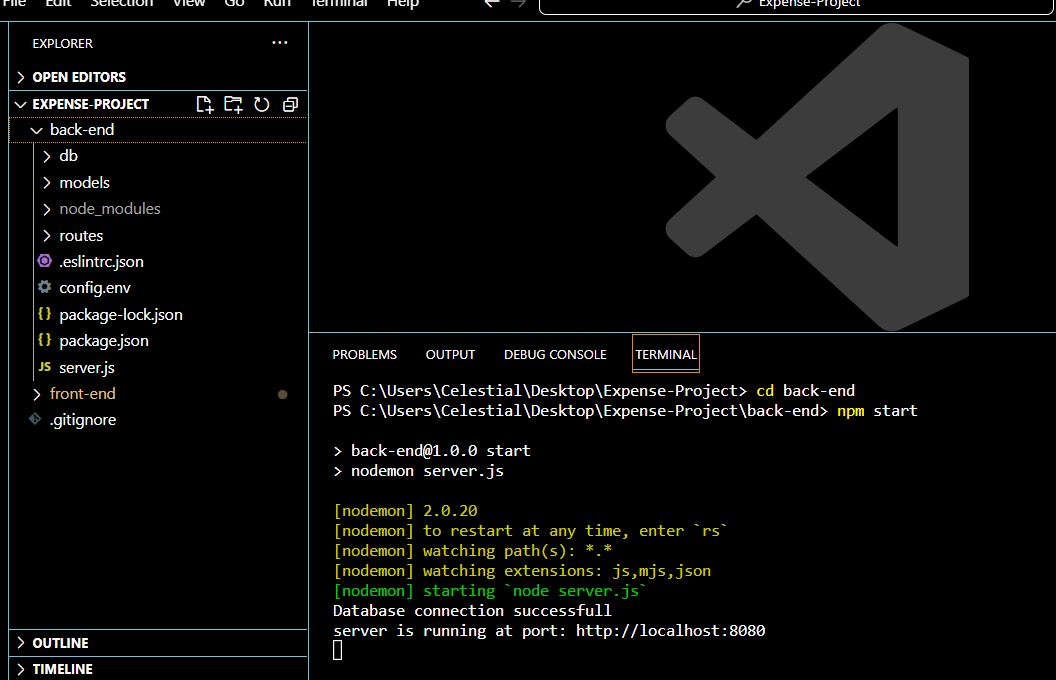 File Edit Selection View Go Run Terminal Help
Expense-Project
EXPLORER
OPEN EDITORS
EXPENSE-PROJECT
back-end
db
models
node_modules
routes
.eslintrc.json
config.env
package-lock.json
package.json
JS server.js
front-end
.gitignore
OUTLINE
TIMELINE
PROBLEMS OUTPUT DEBUG CONSOLE TERMINAL
PS C:\Users\Celestial\Desktop\Expense-Project> cd back-end
PS C:\Users\Celestial\Desktop\Expense-Project\back-end> npm start
> back-end@1.0.0 start
> nodemon server.js
[nodemon] 2.0.20
[nodemon] to restart at any time, enter `rs`
[nodemon] watching path(s): *.*
[nodemon] watching extensions: js,mjs,json
[nodemon] starting `node server.js`
Database connection successfull
server is running at port: http://localhost:8080